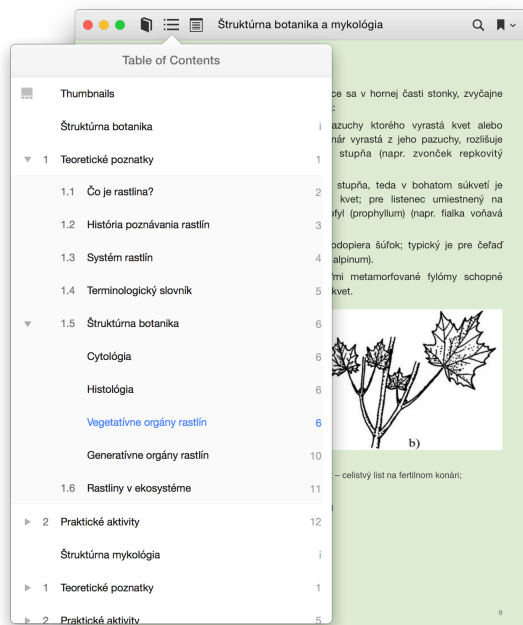 Štruktúrna botanika a mykológia
Table of Contents
Thumbnails
Štruktúrna botanika i
1 Teoretické poznatky 1
1.1 Čo je rastlina? 2
1.2 História poznávania rastlín 3
1.3 Systém rastlín 4
1.4 Terminologický slovník 5
1.5 Štruktúrna botanika 6
Cytológia 6
Histológia 6
Vegetatívne orgány rastlín 6
Generatívne orgány rastlín 10
1.6 Rastliny v ekosystéme 11
2 Praktické aktivity 12
Štruktúrna mykológia i
1 Teoretické poznatky 1
2 Praktické aktivity 5
ce sa v hornej časti stonky, zvyčajne
azuchy ktorého vyrastá kvet alebo
nár vyrastá z jeho pazuchy, rozlišuje
stupňa (napr. zvonček repkovitý
stupňa, teda v bohatom súkvetí je
kvet; pre listenec umiestnený na
ofyl (prophyllum) (napr. fialka voňavá
odopiera šúľok; typický je pre čeľaď
alpinum).
mi metamorfované fylómy schopné
kvet.
b)
– celistvý list na fertilnom konári;
9